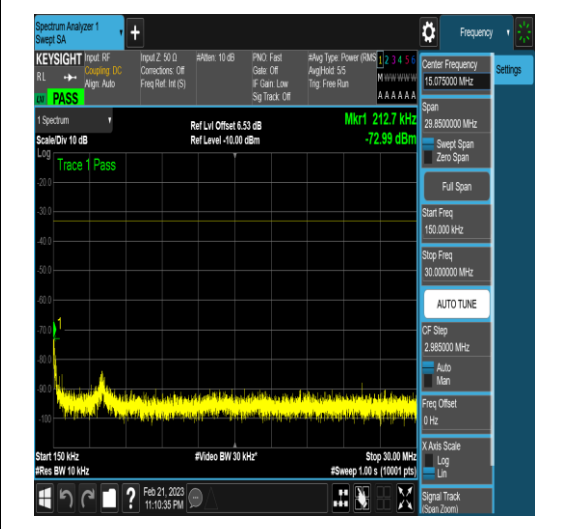 Spectrum Analyzer 1
Swept SA
+
Frequency
KEYSIGHT
RL
PASS
Input: RF
Coupling: DC
Align: Auto
Input Z: 50 Ω
Corrections: Off
Freq Ref: Int (S)
#Atten: 10 dB
PNO: Fast
Gate: Off
IF Gain: Low
Sig Track: Off
#Avg Type: Power (RMS
Avg|Hold: 5/5
Trig: Free Run
1 2 3 4 5 6
M W W W W W
A A A A A A
1 Spectrum
Scale/Div 10 dB
Ref Lvl Offset 6.53 dB
Ref Level -10.00 dBm
Mkr1 212.7 kHz
-72.99 dBm
Log
Trace 1 Pass
-20.0
-30.0
-40.0
-50.0
-60.0
-70.0
-80.0
-90.0
-100
1
Start 150 kHz
#Res BW 10 kHz
#Video BW 30 kHz*
Stop 30.00 MHz
#Sweep 1.00 s (10001 pts)
?
Feb 21, 2023
11:10:35 PM
Center Frequency
15.075000 MHz
Settings
Span
29.8500000 MHz
Swept Span
Zero Span
Full Span
Start Freq
150.000 kHz
Stop Freq
30.000000 MHz
AUTO TUNE
CF Step
2.985000 MHz
Auto
Man
Freq Offset
0 Hz
X Axis Scale
Log
Lin
Signal Track
(Span Zoom)